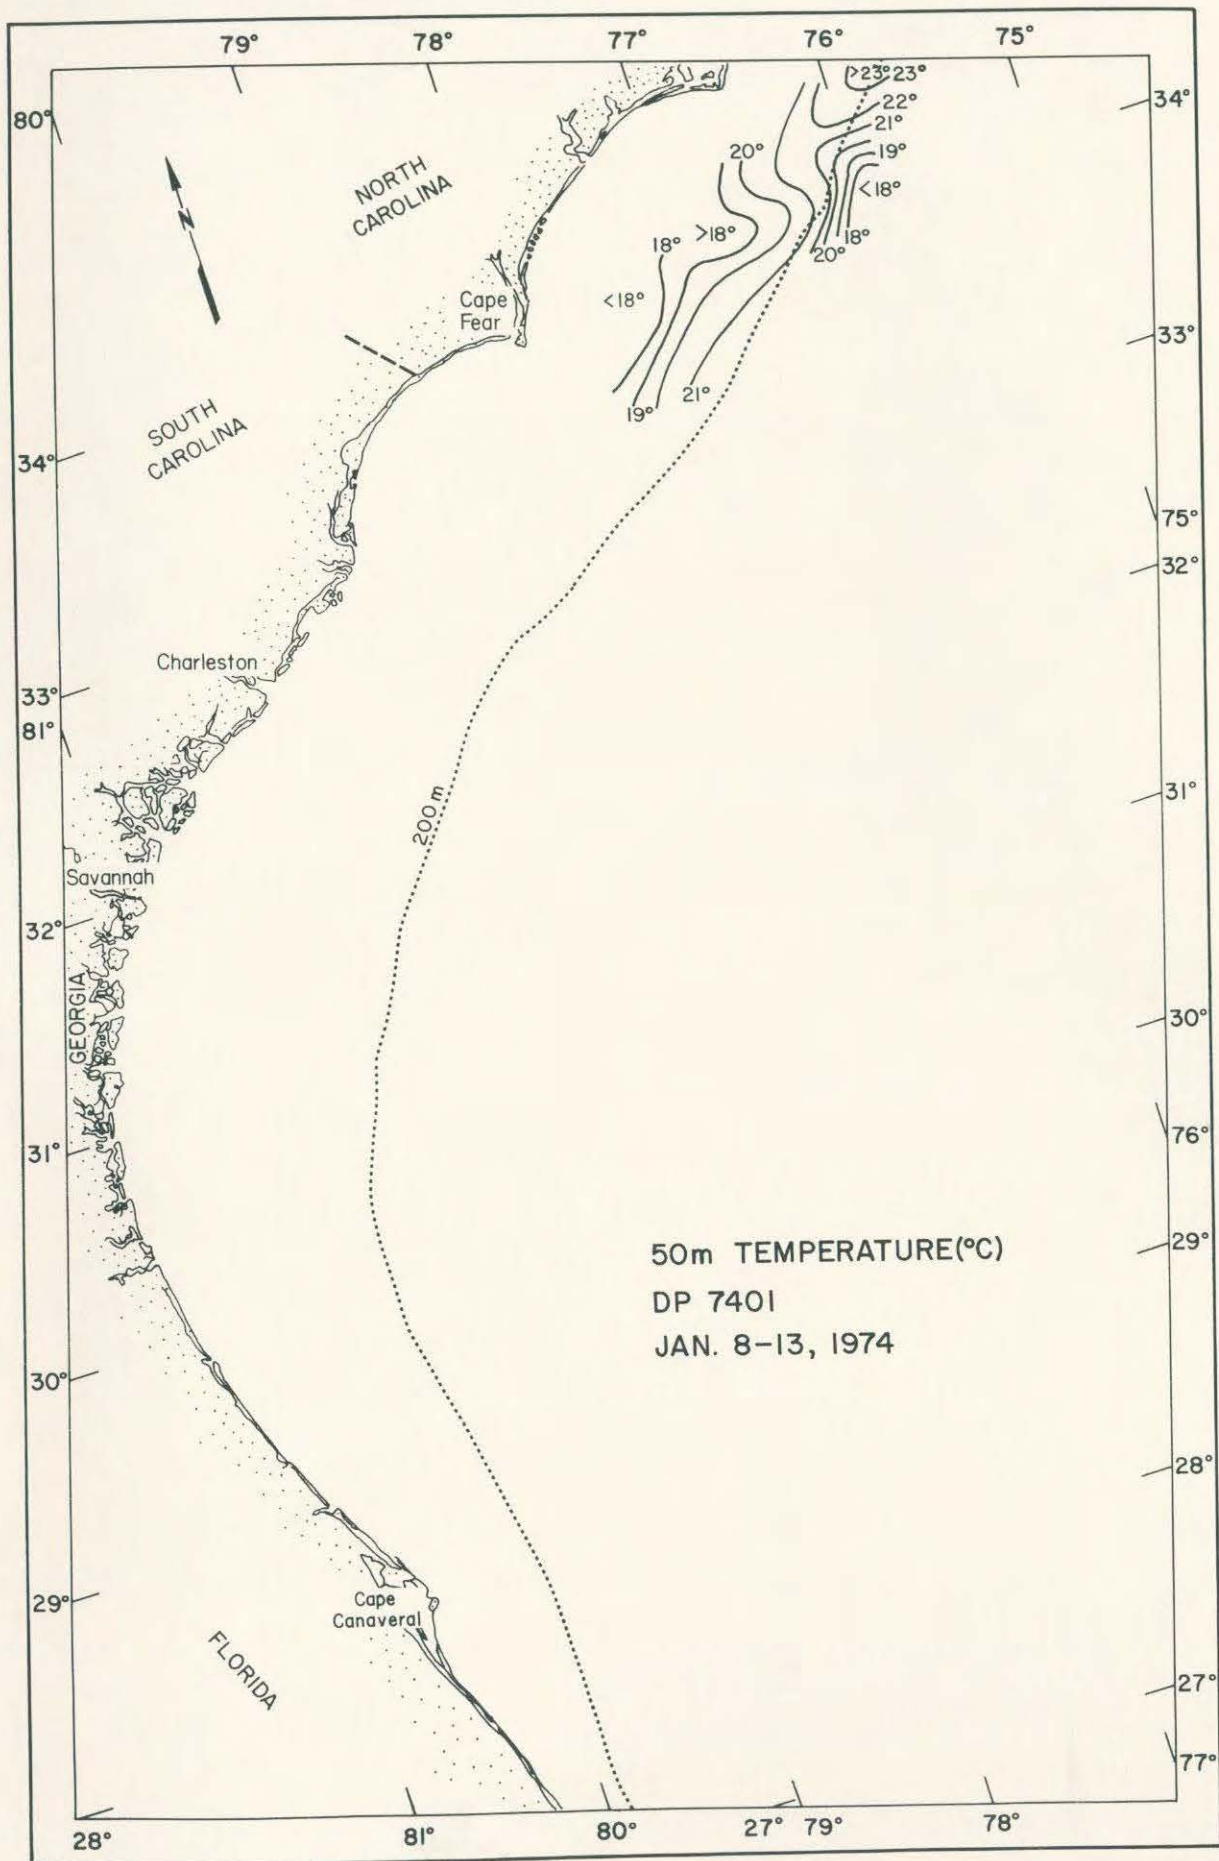 79° 78° 77° 76° 75°
>23° 23°
34°
80°
22°
21°
20° 19°
<18°
NORTH
CAROLINA
N
18° >18° 20° 18°
<18°
Cape
Fear
33°
21°
19°
SOUTH
CAROLINA
34°
75°
32°
Charleston
33°
81°
31°
200m
Savannah
32°
GEORGIA
30°
31°
76°
29°
50m TEMPERATURE(°C)
DP 7401
JAN. 8-13, 1974
30°
28°
29°
Cape
Canaveral
FLORIDA
27°
77°
28° 81° 80° 27° 79° 78°